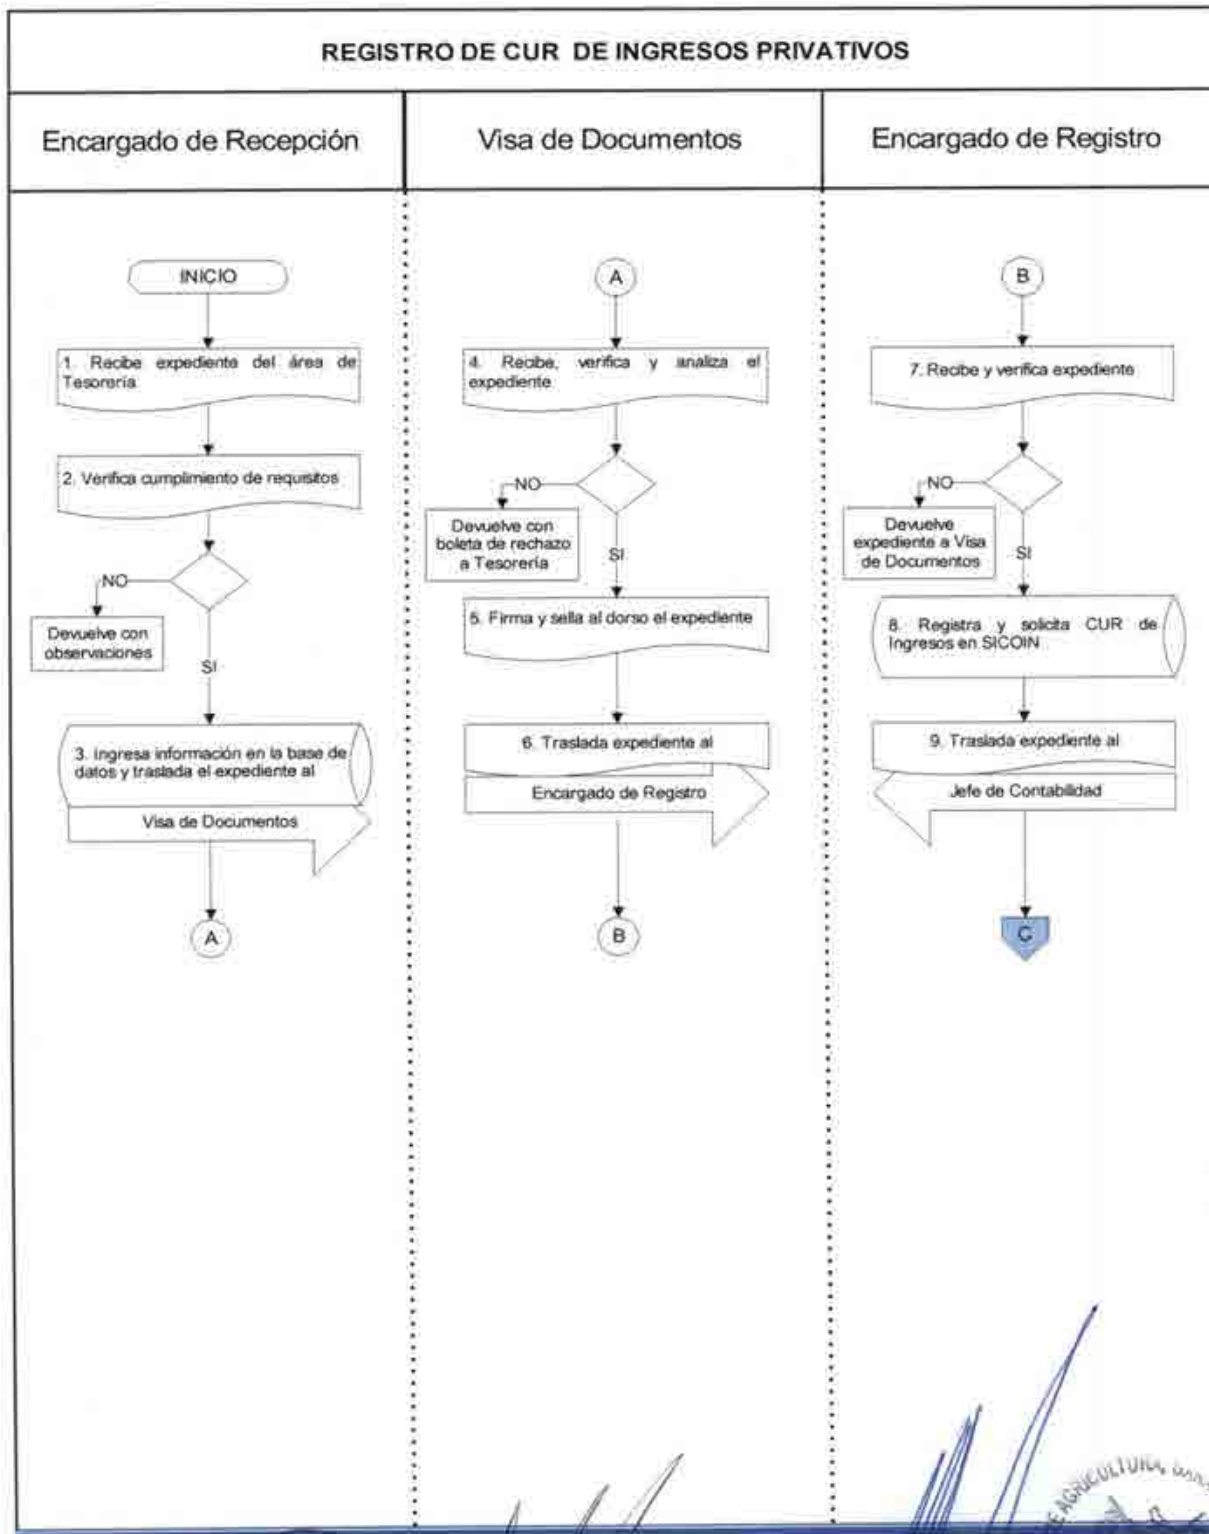 REGISTRO DE CUR DE INGRESOS PRIVATIVOS
Encargado de Recepción
Visa de Documentos
Encargado de Registro
INICIO
1. Recibe expediente del área de
Tesorería
2. Verifica cumplimiento de requisitos
NO
Devuelve con
observaciones
SI
3. Ingresa información en la base de
datos y traslada el expediente al
Visa de Documentos
A
A
4. Recibe, verifica y analiza el
expediente
NO
Devuelve con
boleta de rechazo
a Tesorería
SI
5. Firma y sella al dorso el expediente
6. Traslada expediente al
Encargado de Registro
B
B
7. Recibe y verifica expediente
NO
Devuelve
expediente a Visa
de Documentos
SI
8. Registra y solicita CUR de
Ingresos en SICOIN
9. Traslada expediente al
Jefe de Contabilidad
C
AGRICULTURA,